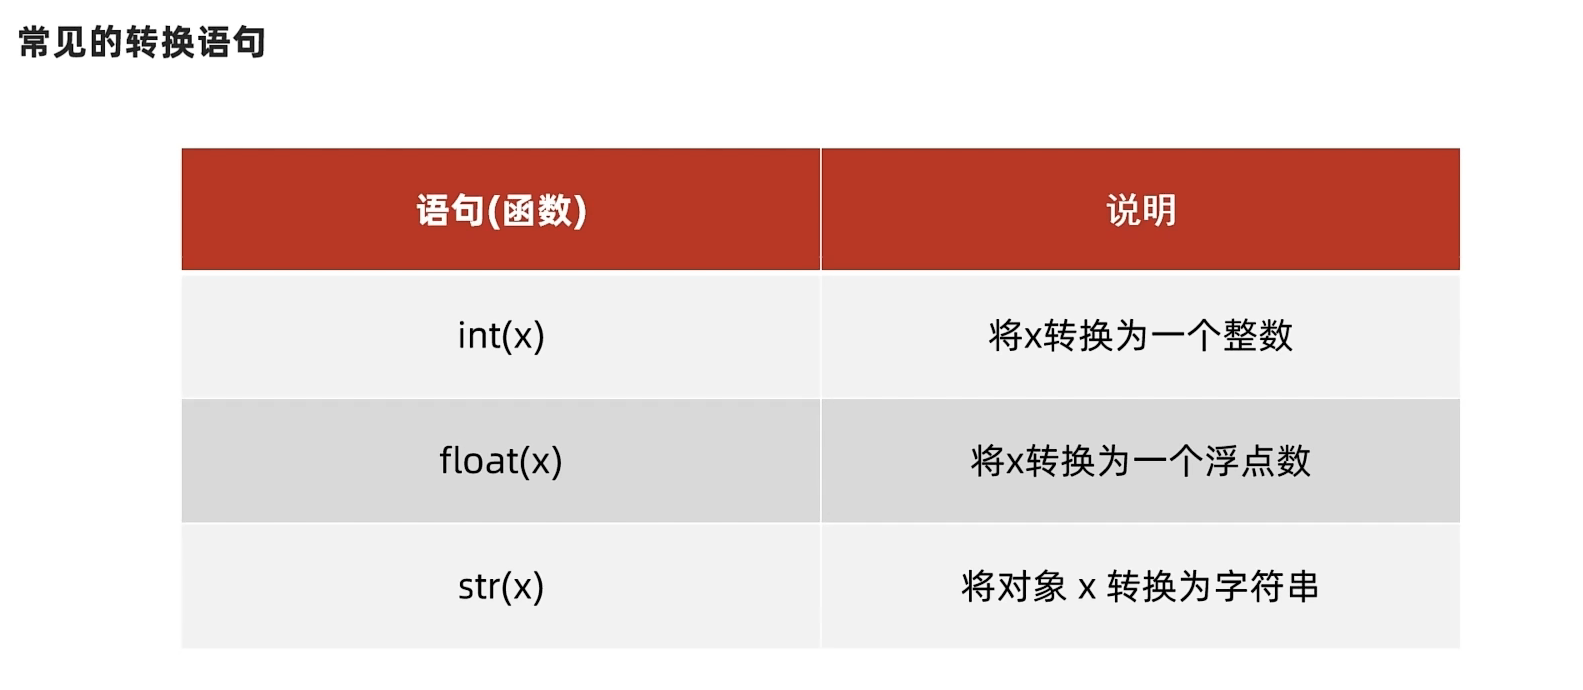 常见的转换语句
语句(函数) 说明
int(x) 将x转换为一个整数
float(x) 将x转换为一个浮点数
str(x) 将对象 x 转换为字符串